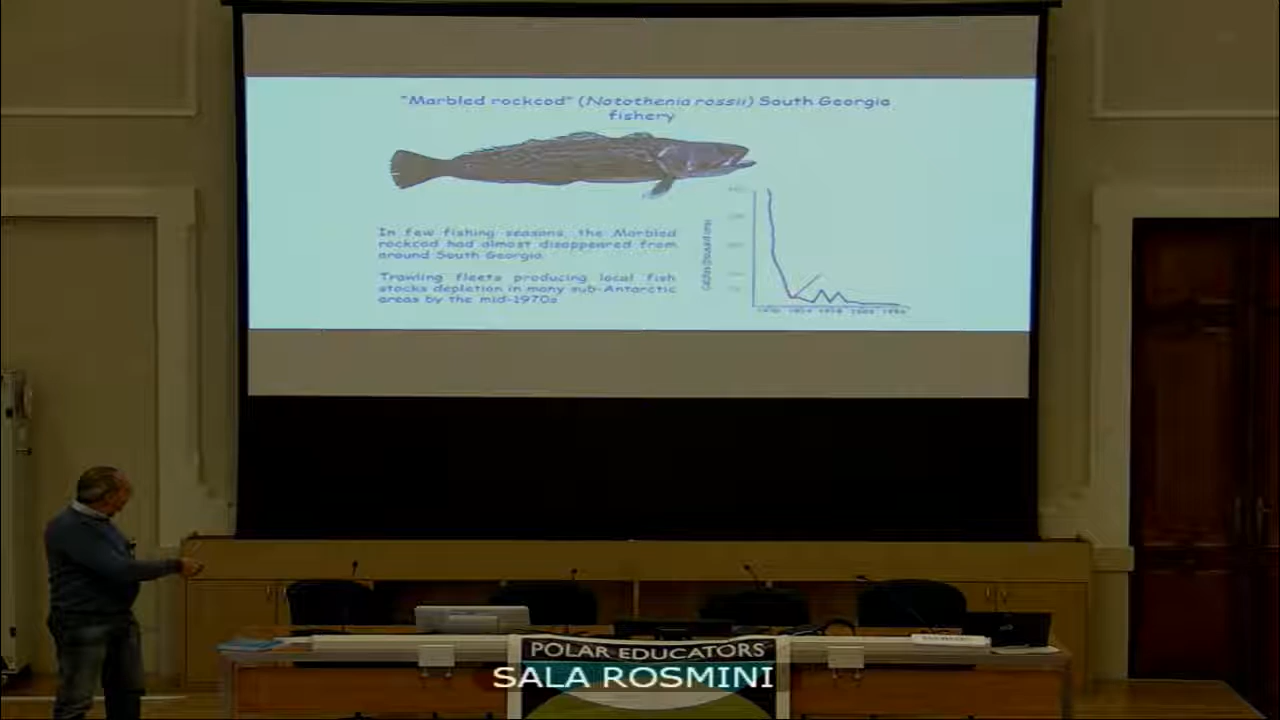 "Marbled rockcod" (Notothenia rossii) South Georgia
fishery
In few fishing seasons, the Marbled
rockcod had almost disappeared from
around South Georgia
Trawling fleets producing local fish
stocks depletion in many sub-Antarctic
areas by the mid-1970s
POLAR EDUCATORS
SALA ROSMINI